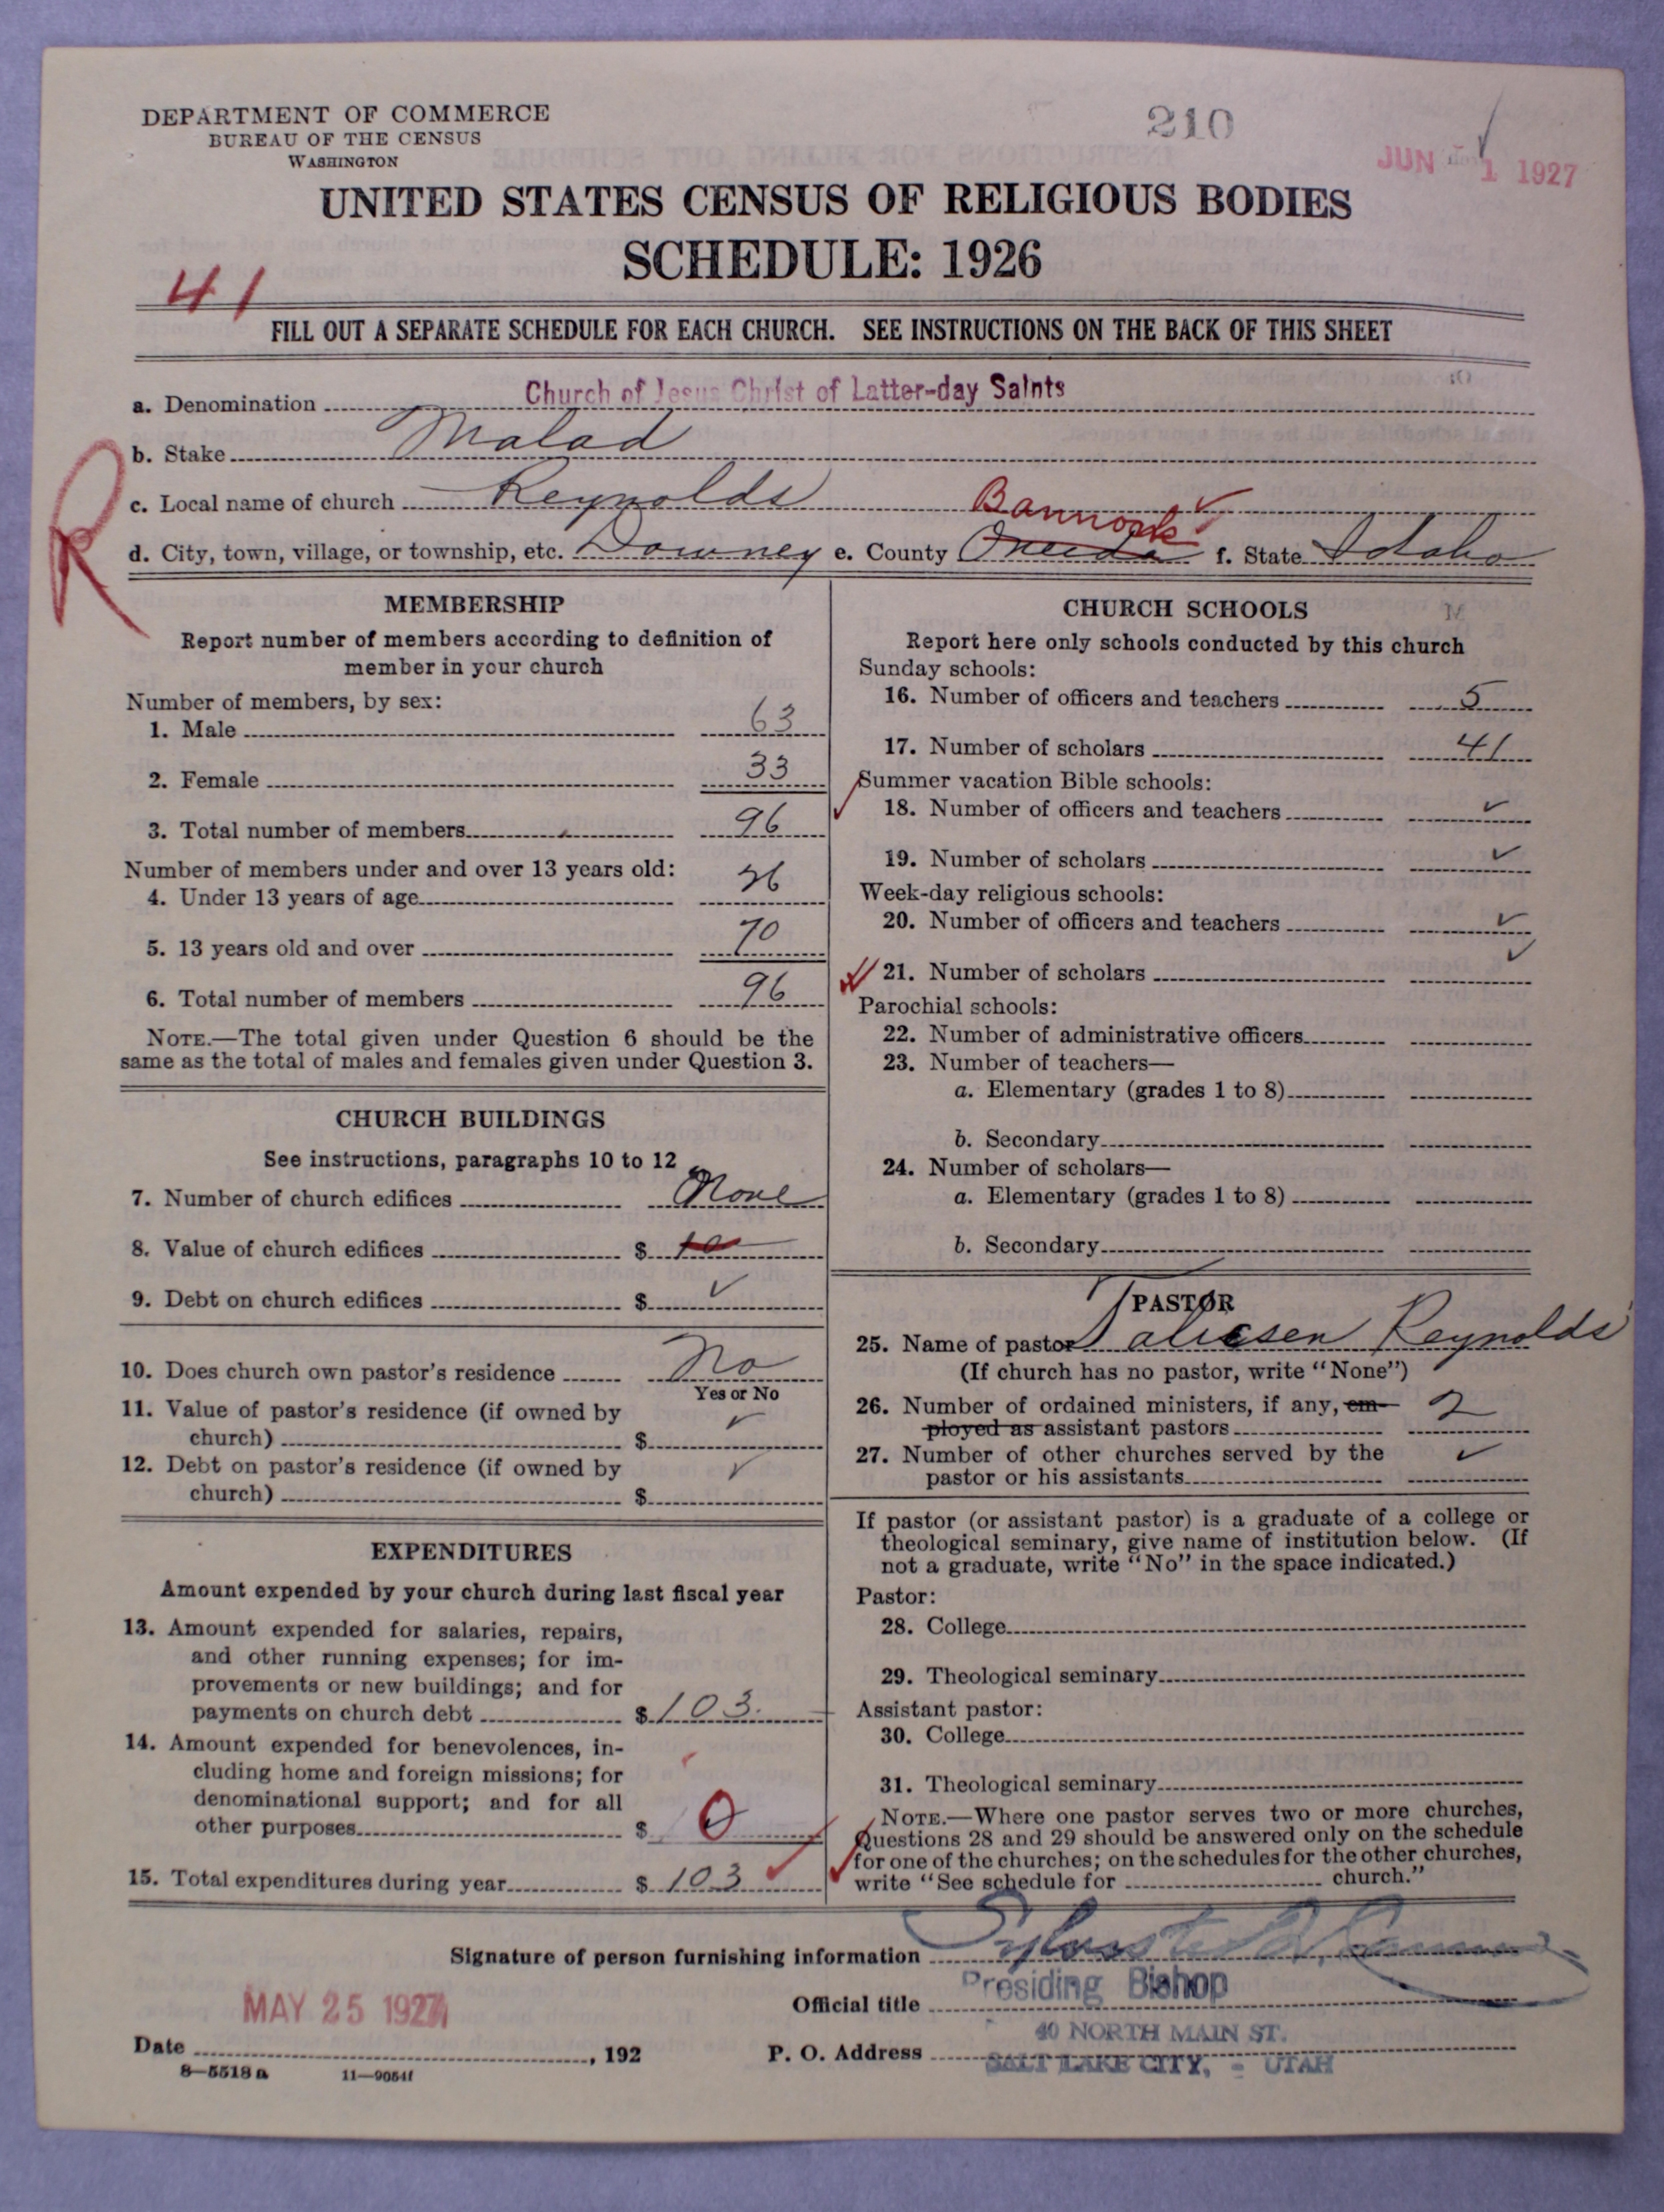 DEPARTMENT OF COMMERCE
BUREAU OF THE CENSUS
WASHINGTON
210
JUN 1 1927
UNITED STATES CENSUS OF RELIGIOUS BODIES
SCHEDULE: 1926
41
FILL OUT A SEPARATE SCHEDULE FOR EACH CHURCH. SEE INSTRUCTIONS ON THE BACK OF THIS SHEET
a. Denomination Church of Jesus Christ of Latter-day Saints
b. Stake Malad
R
c. Local name of church Reynolds
Bannock
d. City, town, village, or township, etc. Downey e. County Oneida f. State Idaho
MEMBERSHIP
Report number of members according to definition of
member in your church
Number of members, by sex:
1. Male 63
2. Female 33
3. Total number of members 96
Number of members under and over 13 years old:
4. Under 13 years of age 26
5. 13 years old and over 70
6. Total number of members 96
NOTE.—The total given under Question 6 should be the
same as the total of males and females given under Question 3.
CHURCH BUILDINGS
See instructions, paragraphs 10 to 12
7. Number of church edifices None
8. Value of church edifices $
9. Debt on church edifices $ ✓
10. Does church own pastor's residence No
Yes or No
11. Value of pastor's residence (if owned by
church) $ ✓
12. Debt on pastor's residence (if owned by
church) $ ✓
EXPENDITURES
Amount expended by your church during last fiscal year
13. Amount expended for salaries, repairs,
and other running expenses; for im-
provements or new buildings; and for
payments on church debt $ 103.
14. Amount expended for benevolences, in-
cluding home and foreign missions; for
denominational support; and for all
other purposes $ 0
15. Total expenditures during year $ 103
CHURCH SCHOOLS
Report here only schools conducted by this church
Sunday schools:
16. Number of officers and teachers 5
17. Number of scholars 41
Summer vacation Bible schools:
18. Number of officers and teachers ✓
19. Number of scholars ✓
Week-day religious schools:
20. Number of officers and teachers ✓
21. Number of scholars ✓
Parochial schools:
22. Number of administrative officers
23. Number of teachers—
a. Elementary (grades 1 to 8)
b. Secondary
24. Number of scholars—
a. Elementary (grades 1 to 8)
b. Secondary
PASTOR
25. Name of pastor Taliesen Reynolds
(If church has no pastor, write "None")
26. Number of ordained ministers, if any, em-
ployed as assistant pastors 2
27. Number of other churches served by the
pastor or his assistants ✓
If pastor (or assistant pastor) is a graduate of a college or
theological seminary, give name of institution below. (If
not a graduate, write "No" in the space indicated.)
Pastor:
28. College
29. Theological seminary
Assistant pastor:
30. College
31. Theological seminary
NOTE.—Where one pastor serves two or more churches,
Questions 28 and 29 should be answered only on the schedule
for one of the churches; on the schedules for the other churches,
write "See schedule for church."
Signature of person furnishing information Sylvester Q. Cannon
Official title Presiding Bishop
MAY 25 1927
Date , 192
P. O. Address 40 NORTH MAIN ST.
SALT LAKE CITY, - UTAH
8—5518a 11—9054f